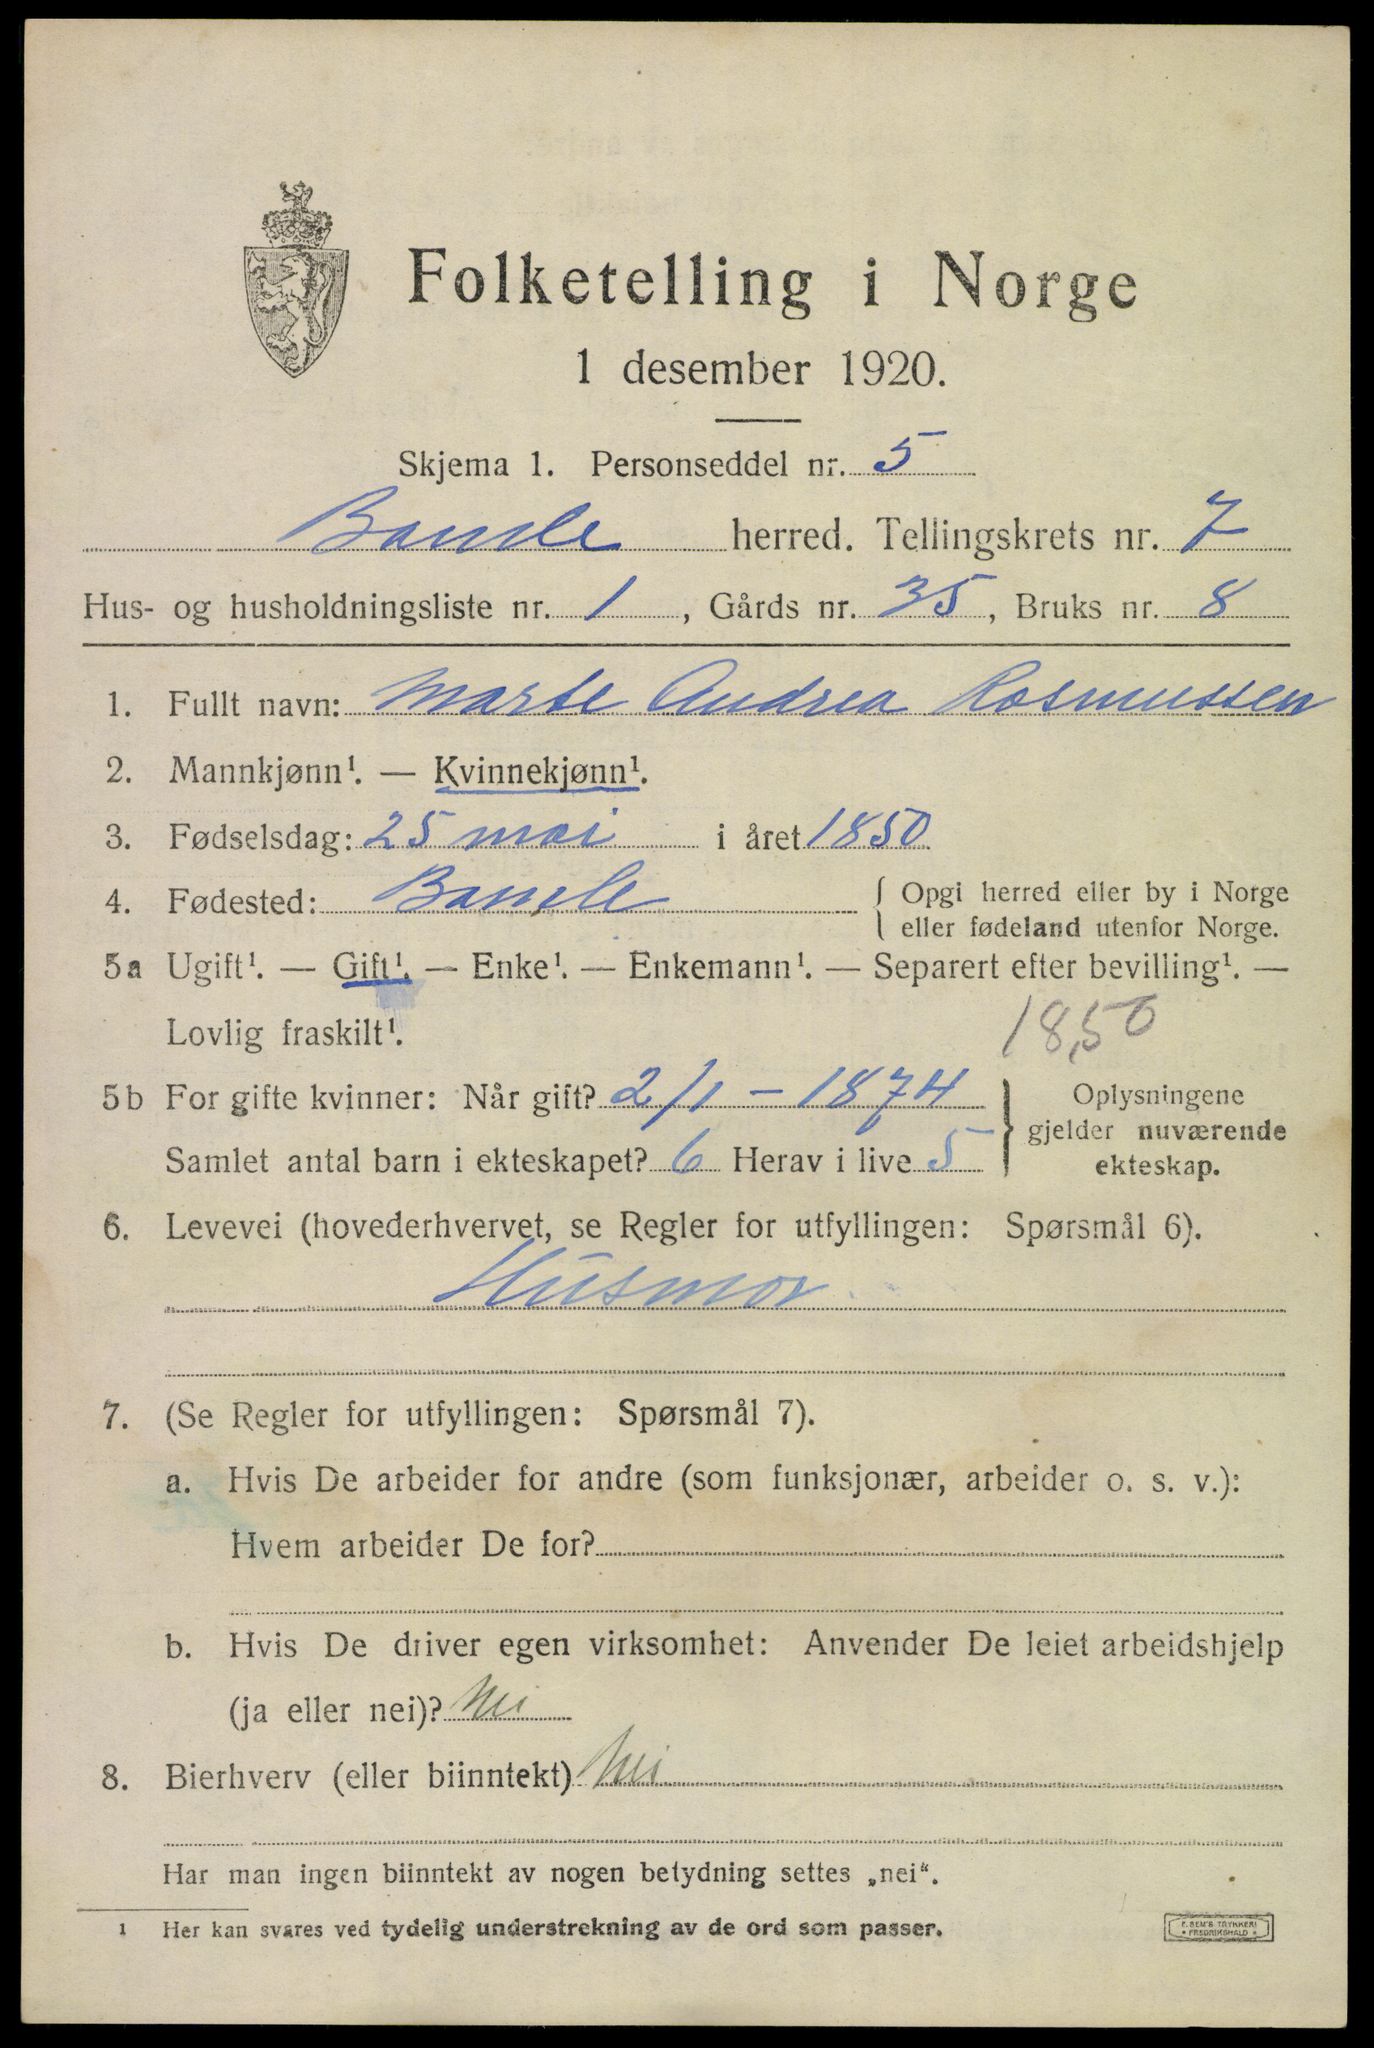 Folketelling i Norge
1 desember 1920.
Skjema 1. Personseddel nr. 5
Bamle herred. Tellingskrets nr. 7
Hus- og husholdningsliste nr. 1, Gårds nr. 35, Bruks nr. 8
1. Fullt navn: Marte Andrea Rasmussen
2. Mannkjønn¹. — Kvinnekjønn¹.
3. Fødselsdag: 25 mai i året 1850
4. Fødested: Bamle { Opgi herred eller by i Norge
eller fødeland utenfor Norge.
5a Ugift¹. — Gift¹. — Enke¹. — Enkemann¹. — Separert efter bevilling¹. —
Lovlig fraskilt¹. 18,50
5b For gifte kvinner: Når gift? 2/1 – 1874 } Oplysningene
gjelder nuværende
Samlet antal barn i ekteskapet? 6 Herav i live 5 ekteskap.
6. Levevei (hovederhvervet, se Regler for utfyllingen: Spørsmål 6).
Husmor
7. (Se Regler for utfyllingen: Spørsmål 7).
a. Hvis De arbeider for andre (som funksjonær, arbeider o. s. v.):
Hvem arbeider De for?
b. Hvis De driver egen virksomhet: Anvender De leiet arbeidshjelp
(ja eller nei)? Nei
8. Bierhverv (eller biinntekt) Nei
Har man ingen biinntekt av nogen betydning settes „nei“.
1 Her kan svares ved tydelig understrekning av de ord som passer.
E. SEM'S TRYKKERI
* FREDRIKSHALD *